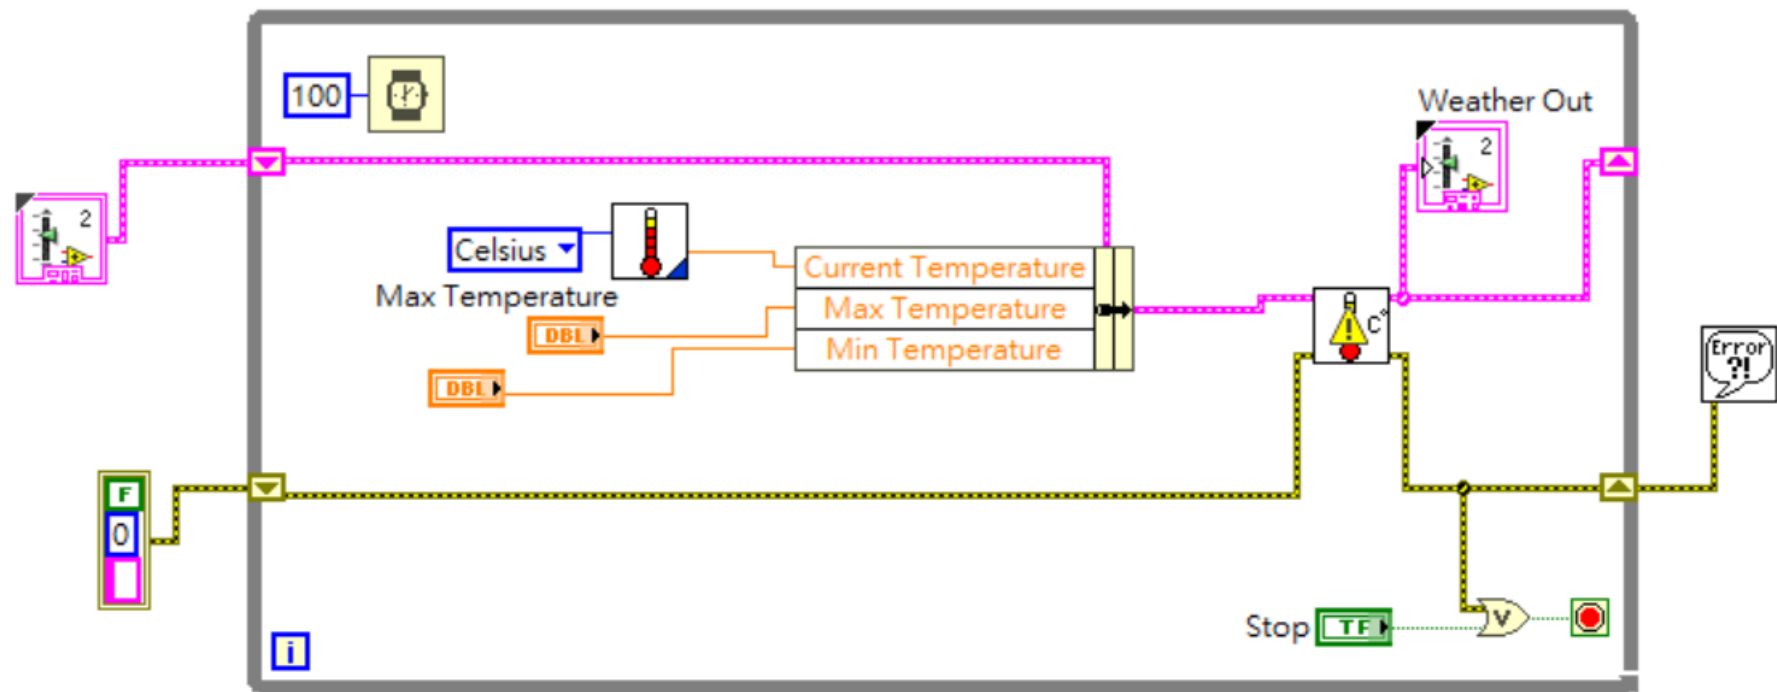 100
Weather Out
2
2
Celsius
C°
Current Temperature
Max Temperature
Max Temperature
DBL
Min Temperature
DBL
Error
?!
F
0
Stop
TF
V
i